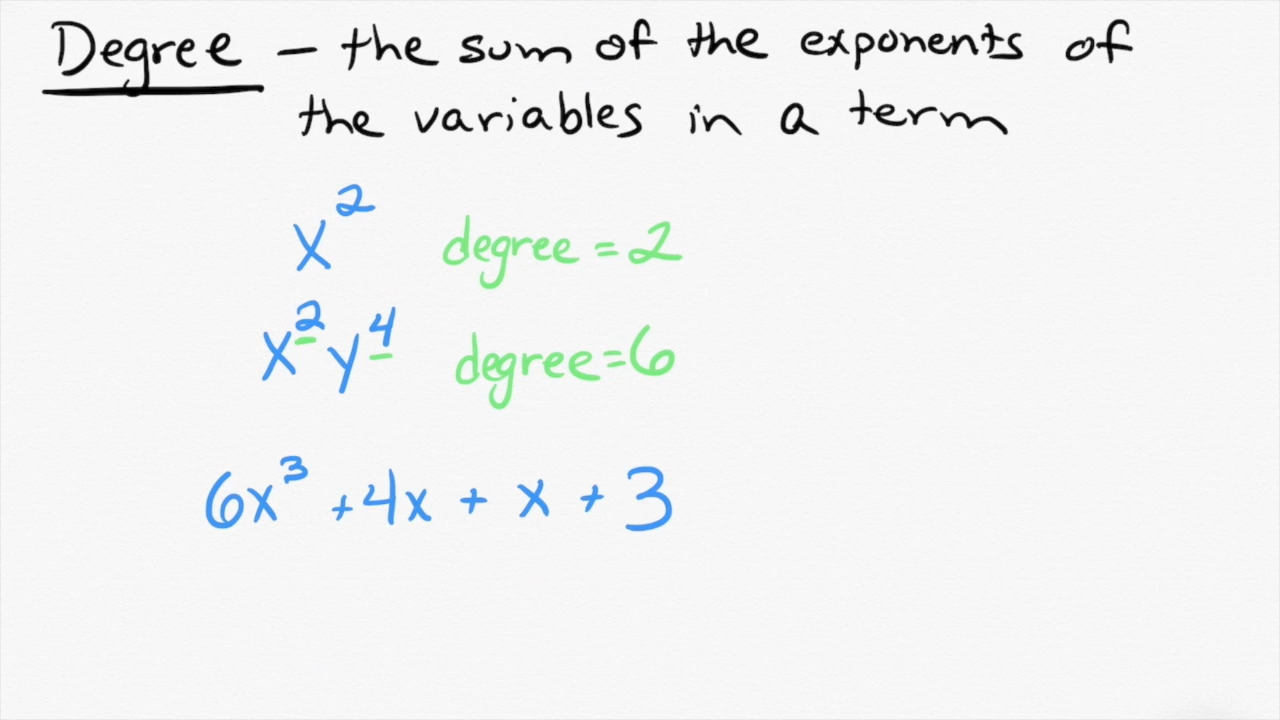 Degree – the sum of the exponents of
the variables in a term
x² degree = 2
x²y⁴ degree=6
6x³ +4x + x + 3